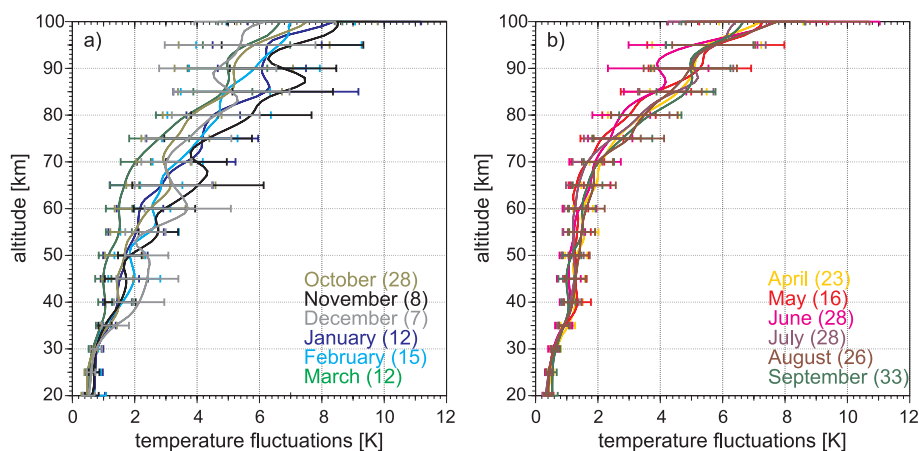 a)
altitude [km]
100
90
80
70
60
50
40
30
20
October (28)
November (8)
December (7)
January (12)
February (15)
March (12)
0 2 4 6 8 10 12
temperature fluctuations [K]
b)
altitude [km]
100
90
80
70
60
50
40
30
20
April (23)
May (16)
June (28)
July (28)
August (26)
September (33)
0 2 4 6 8 10 12
temperature fluctuations [K]